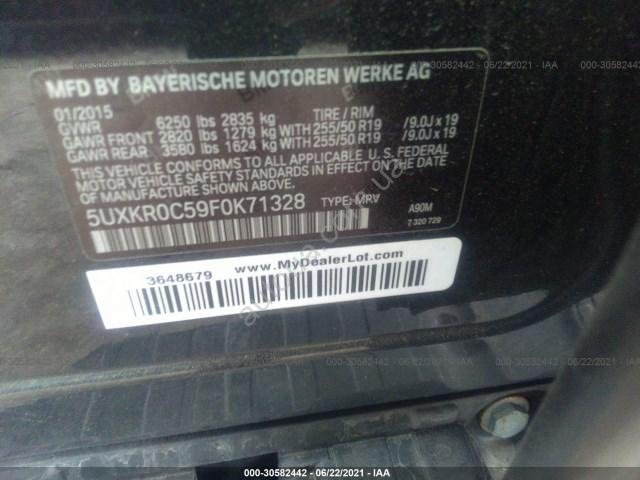 000-30582442 - 06/22/2021 - IAA
MFD BY BAYERISCHE MOTOREN WERKE AG
01/2015
GVWR 6250 lbs 2835 kg TIRE / RIM
GAWR FRONT 2820 lbs 1279 kg WITH 255/50 R19 /9.0J x 19
GAWR REAR 3580 lbs 1624 kg WITH 255/50 R19 /9.0J x 19
THIS VEHICLE CONFORMS TO ALL APPLICABLE U. S. FEDERAL
MOTOR VEHICLE SAFETY STANDARDS IN EFFECT ON THE DATE
OF MANUFACTURE SHOWN ABOVE.
5UXKR0C59F0K71328 TYPE: MPV A90M
7 320 729
3648679 www.MyDealerLot.com
000-30582442 - 06/22/2021 - IAA
000-30582442 - 06/22/2021 - IAA